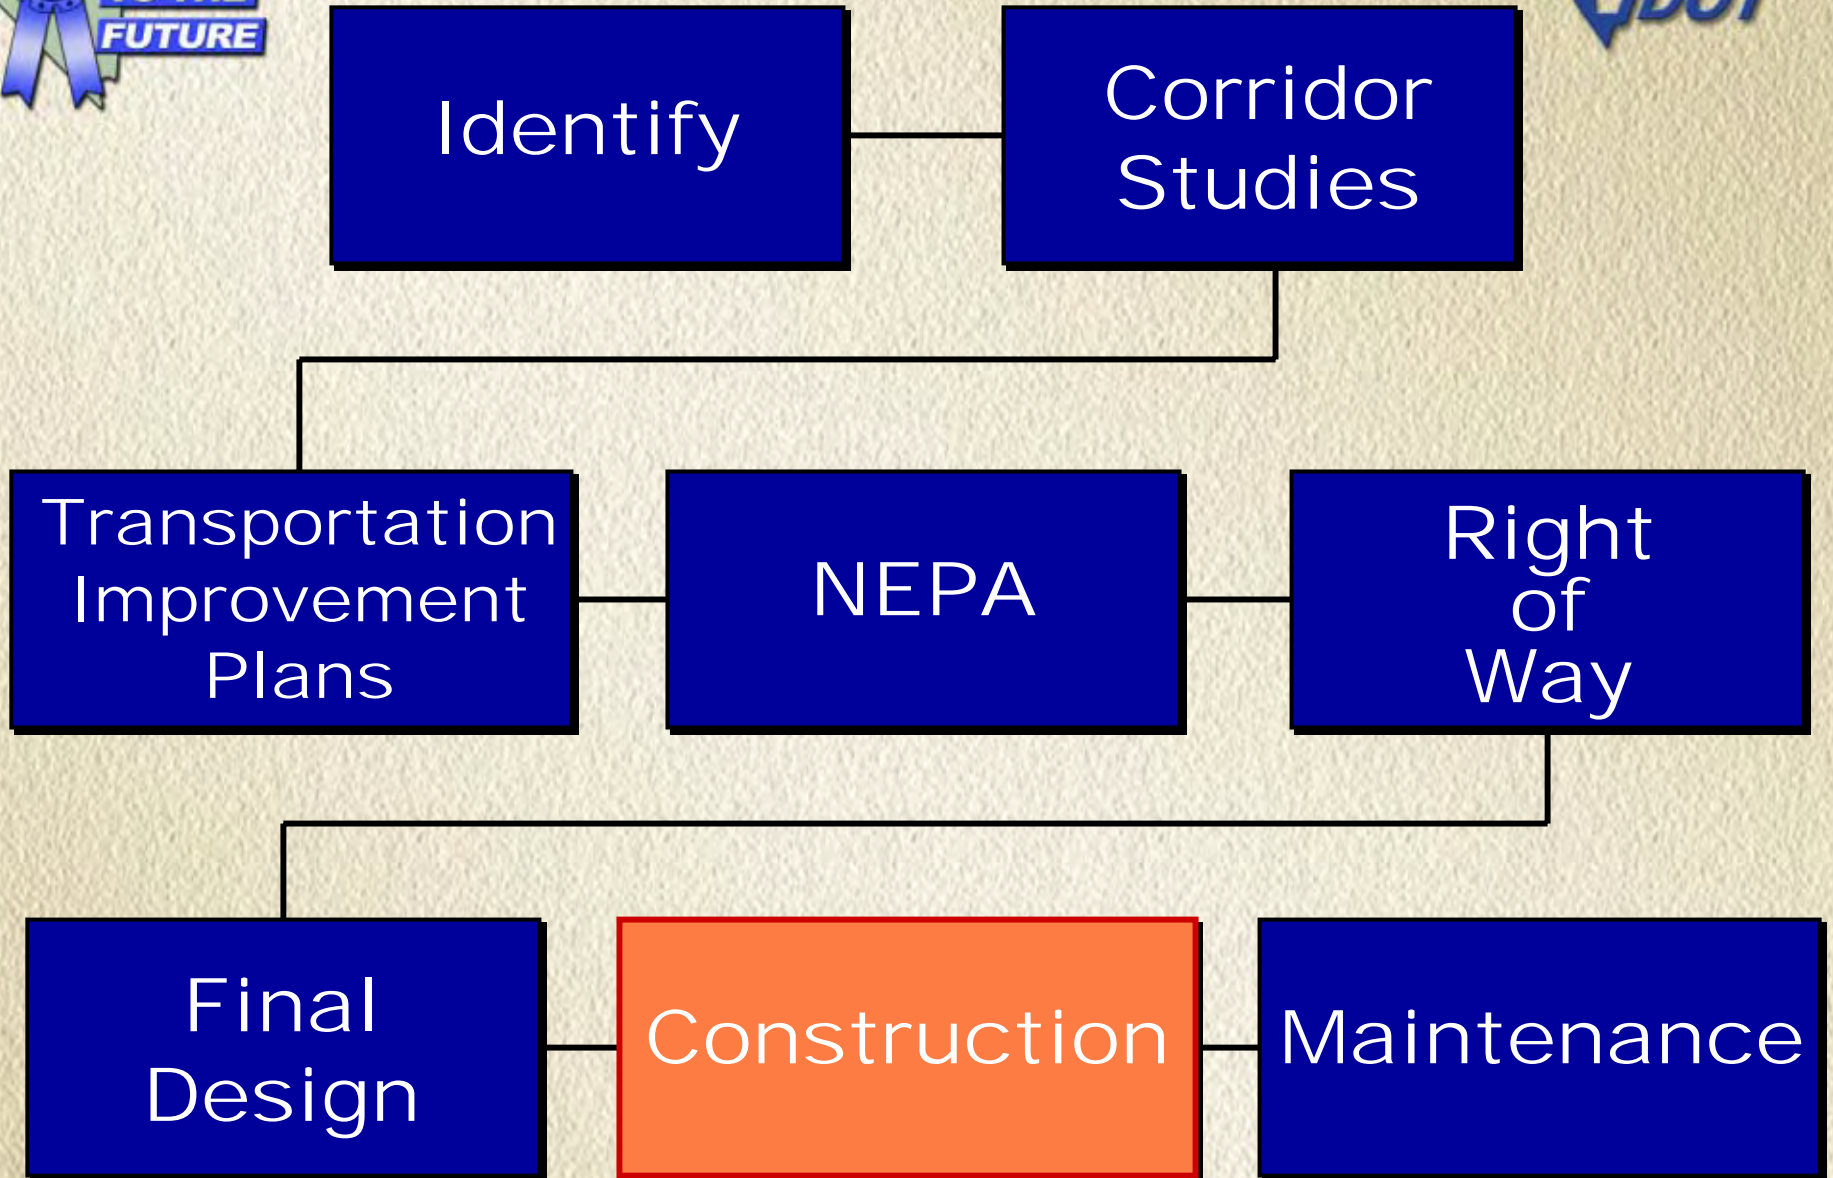 FUTURE
Identify
Corridor
Studies
Transportation
Improvement
Plans
NEPA
Right
of
Way
Final
Design
Construction
Maintenance